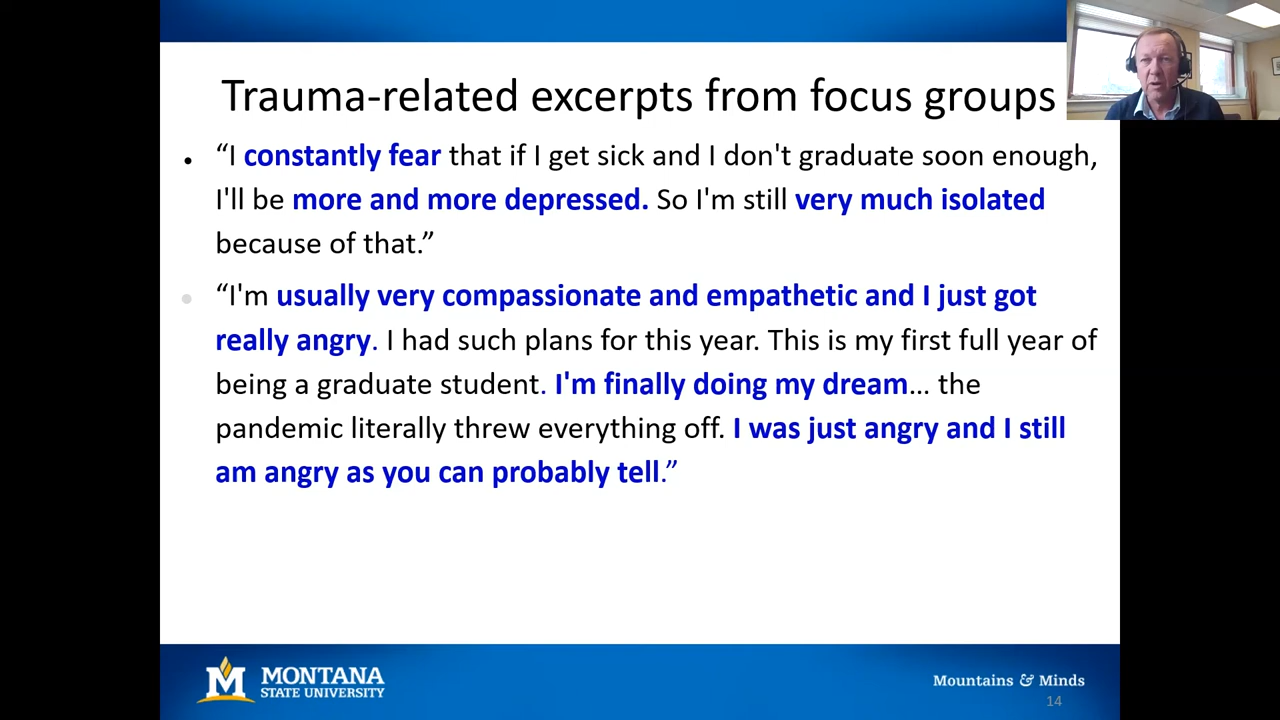 Trauma-related excerpts from focus groups
• “I constantly fear that if I get sick and I don't graduate soon enough,
I'll be more and more depressed. So I'm still very much isolated
because of that.”
• “I'm usually very compassionate and empathetic and I just got
really angry. I had such plans for this year. This is my first full year of
being a graduate student. I'm finally doing my dream… the
pandemic literally threw everything off. I was just angry and I still
am angry as you can probably tell.”
M MONTANA
STATE UNIVERSITY
Mountains & Minds
14